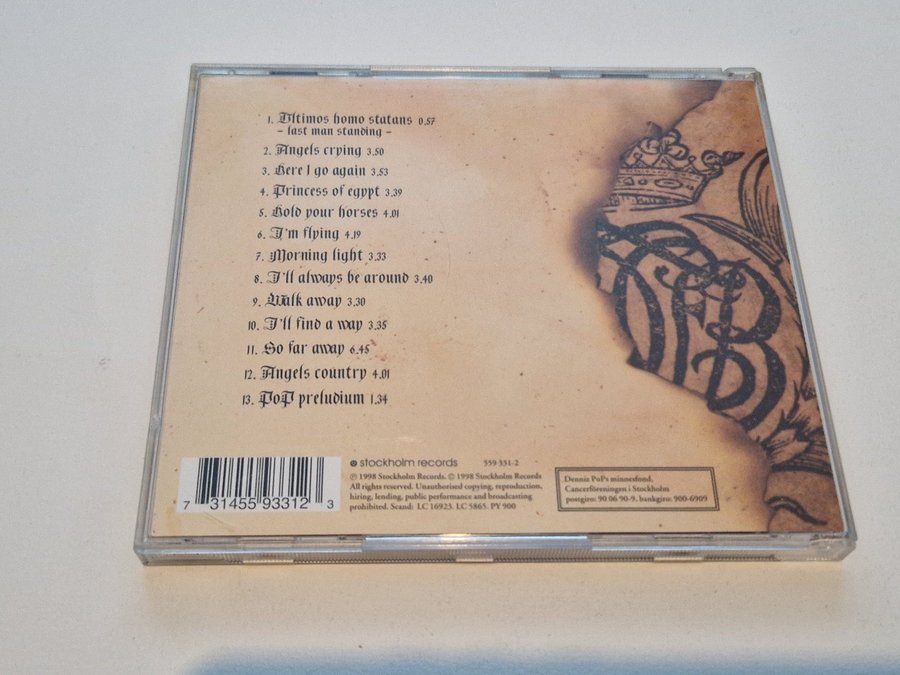 1. Ultimos homo statans 0,57
- last man standing -
2. Angels crying 3,50
3. Here I go again 3,53
4. Princess of egypt 3,39
5. Hold your horses 4,01
6. I'm flying 4,19
7. Morning light 3,33
8. I'll always be around 3,40
9. Walk away 3,30
10. I'll find a way 3,35
11. So far away 6,45
12. Angels country 4,01
13. PoP preludium 1,34
stockholm records 559 331-2
℗ 1998 Stockholm Records. © 1998 Stockholm Records
All rights reserved. Unauthorised copying, reproduction,
hiring, lending, public performance and broadcasting
prohibited. Scand: LC 16923. LC 5865. PY 900
Denniz PoPs minnesfond,
Cancerföreningen i Stockholm
postgiro: 90 06 90-9. bankgiro: 900-6909
7 31455 93312 3